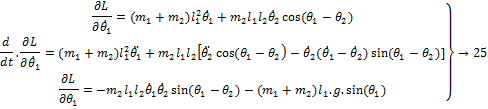 ∂L/∂θ̇₁ = (m₁ + m₂)l₁²θ̇₁ + m₂l₁l₂θ̇₂ cos(θ₁ − θ₂)
d/dt . ∂L/∂θ̇₁ = (m₁ + m₂)l₁²θ̈₁ + m₂l₁l₂[θ̈₂ cos(θ₁ − θ₂) − θ̇₂(θ̇₁ − θ̇₂) sin(θ₁ − θ₂)] } → 25
∂L/∂θ₁ = −m₂l₁l₂θ̇₁θ̇₂ sin(θ₁ − θ₂) − (m₁ + m₂)l₁.g.sin(θ₁)